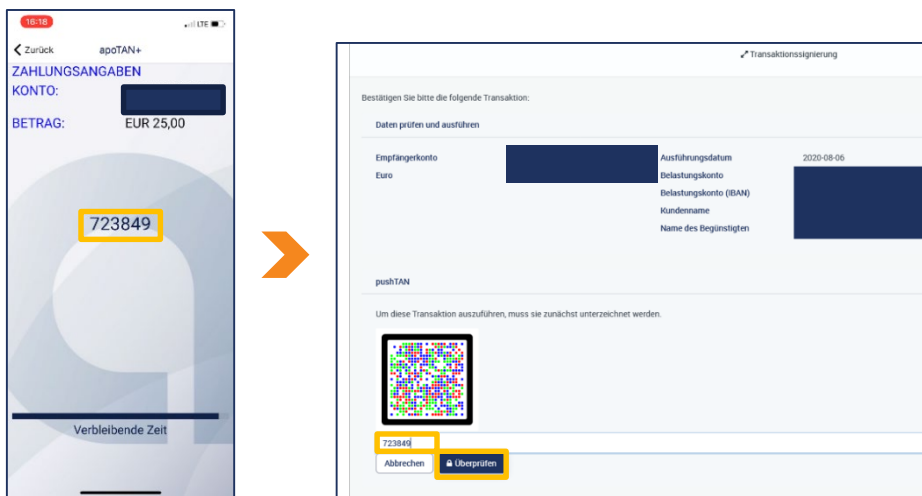 16:18
LTE
Zurück apoTAN+
ZAHLUNGSANGABEN
KONTO:
BETRAG: EUR 25,00
723849
Verbleibende Zeit
Transaktionssignierung
Bestätigen Sie bitte die folgende Transaktion:
Daten prüfen und ausführen
Empfängerkonto
Euro
Ausführungsdatum 2020-08-06
Belastungskonto
Belastungskonto (IBAN)
Kundenname
Name des Begünstigten
pushTAN
Um diese Transaktion auszuführen, muss sie zunächst unterzeichnet werden.
723849
Abbrechen Überprüfen